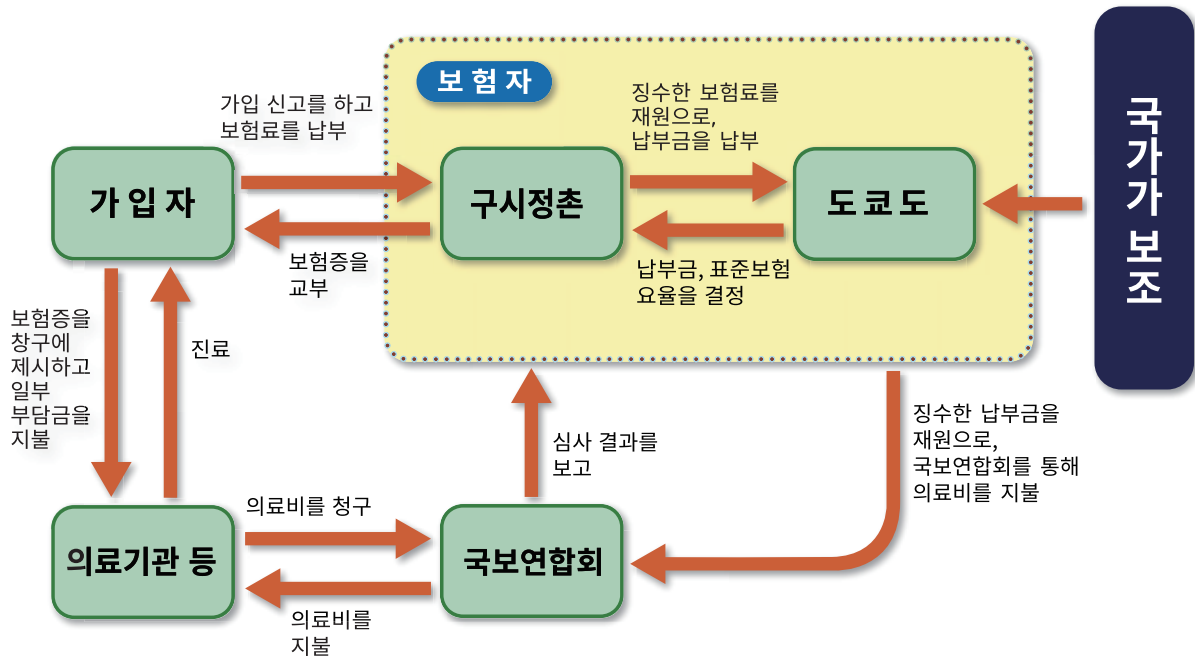 보험자
가입 신고를 하고
보험료를 납부
징수한 보험료를
재원으로,
납부금을 납부
가입자
구시정촌
도쿄도
보험증을
교부
납부금, 표준보험
요율을 결정
국가가 보조
보험증을
창구에
제시하고
일부
부담금을
지불
진료
심사 결과를
보고
징수한 납부금을
재원으로,
국보연합회를 통해
의료비를 지불
의료비를 청구
의료기관 등
국보연합회
의료비를
지불